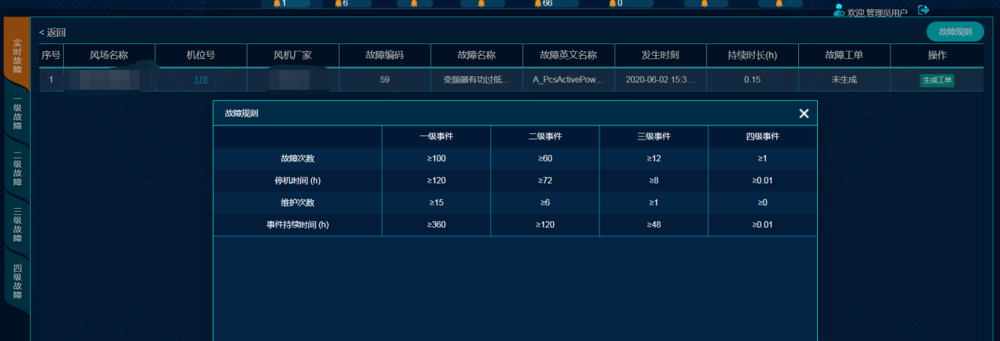 1 6 66 0
欢迎,管理员用户
< 返回
故障规则
实时故障
一级故障
二级故障
三级故障
四级故障
序号 风场名称 机位号 风机厂家 故障编码 故障名称 故障英文名称 发生时刻 持续时长(h) 故障工单 操作
1 178 59 变频器有功过低... A_PcsActivePow... 2020-06-02 15:3... 0.15 未生成 生成工单
故障规则
一级事件 二级事件 三级事件 四级事件
故障次数 ≥100 ≥60 ≥12 ≥1
停机时间 (h) ≥120 ≥72 ≥8 ≥0.01
维护次数 ≥15 ≥6 ≥1 ≥0
事件持续时间 (h) ≥360 ≥120 ≥48 ≥0.01